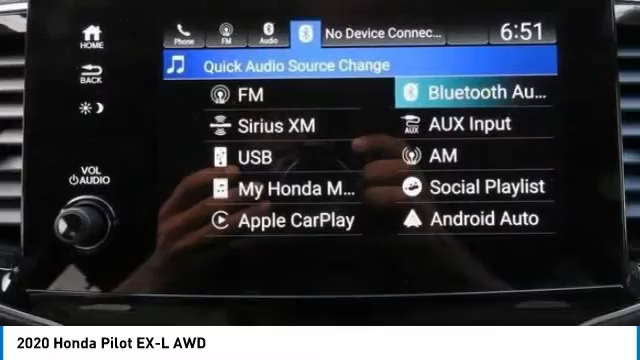 Phone FM Audio No Device Connec... 6:51
HOME
Quick Audio Source Change
BACK
FM Bluetooth Au...
Sirius XM AUX Input
USB AM
VOL
AUDIO
My Honda M... Social Playlist
Apple CarPlay Android Auto
2020 Honda Pilot EX-L AWD